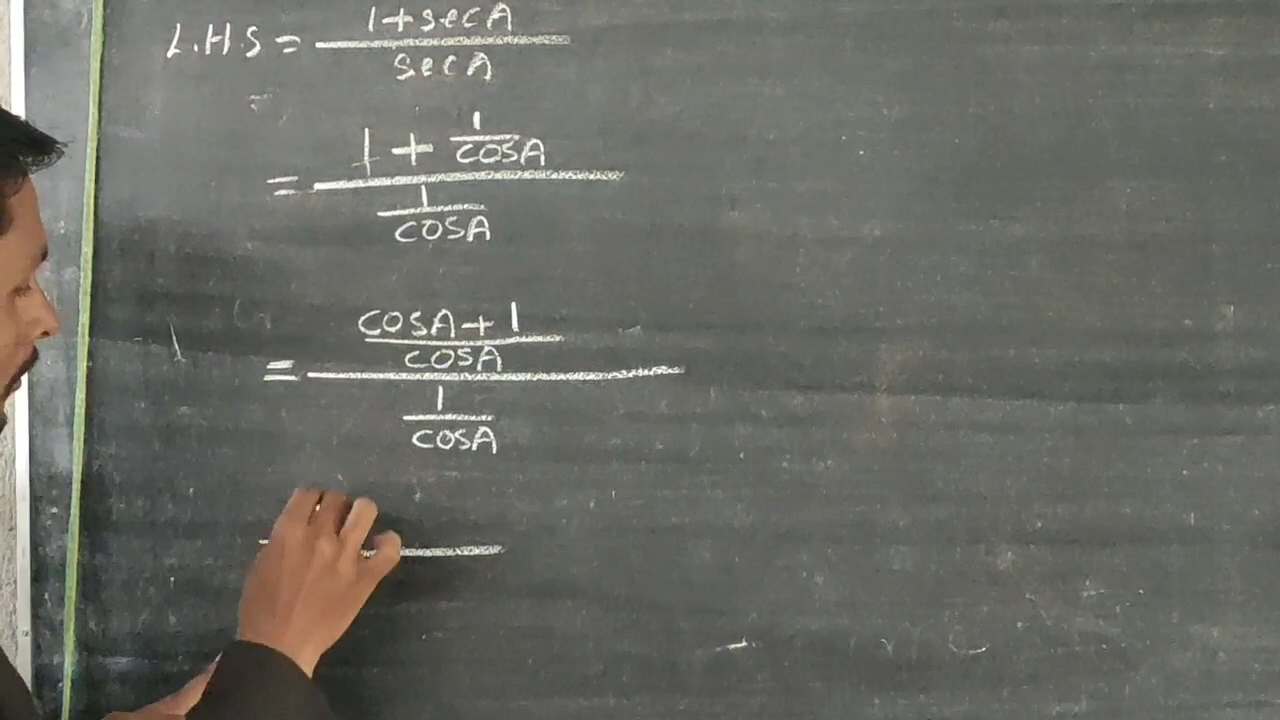 L.H.S = 1+secA / secA
= 1 + 1/cosA / 1/cosA
= cosA+1/cosA / 1/cosA